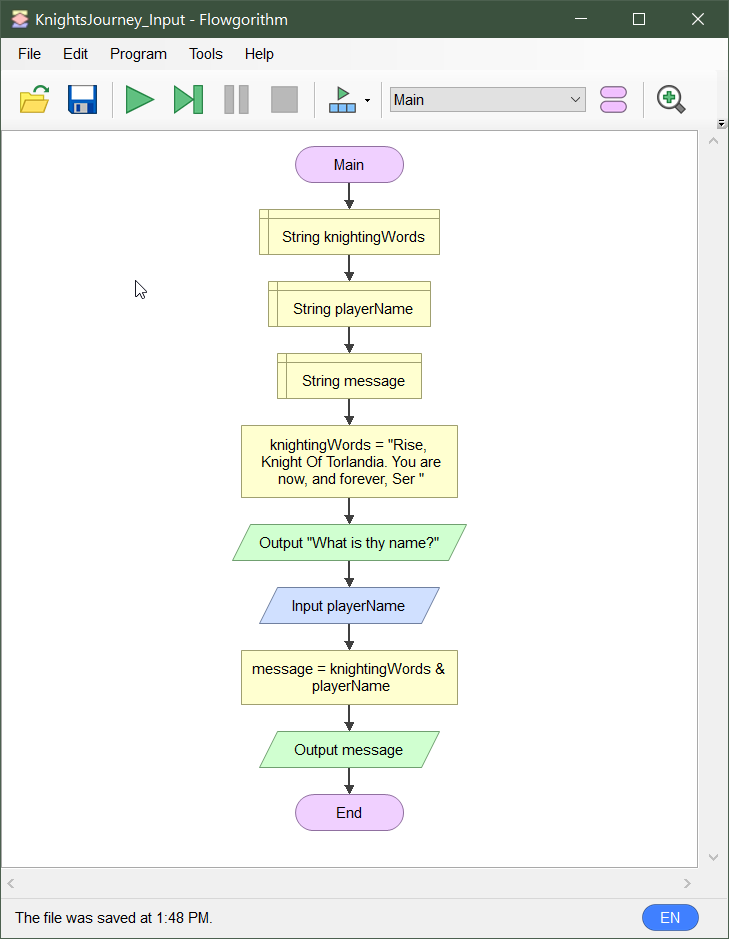 KnightsJourney_Input - Flowgorithm
File Edit Program Tools Help
Main
Main
String knightingWords
String playerName
String message
knightingWords = "Rise,
Knight Of Torlandia. You are
now, and forever, Ser "
Output "What is thy name?"
Input playerName
message = knightingWords &
playerName
Output message
End
The file was saved at 1:48 PM.
EN